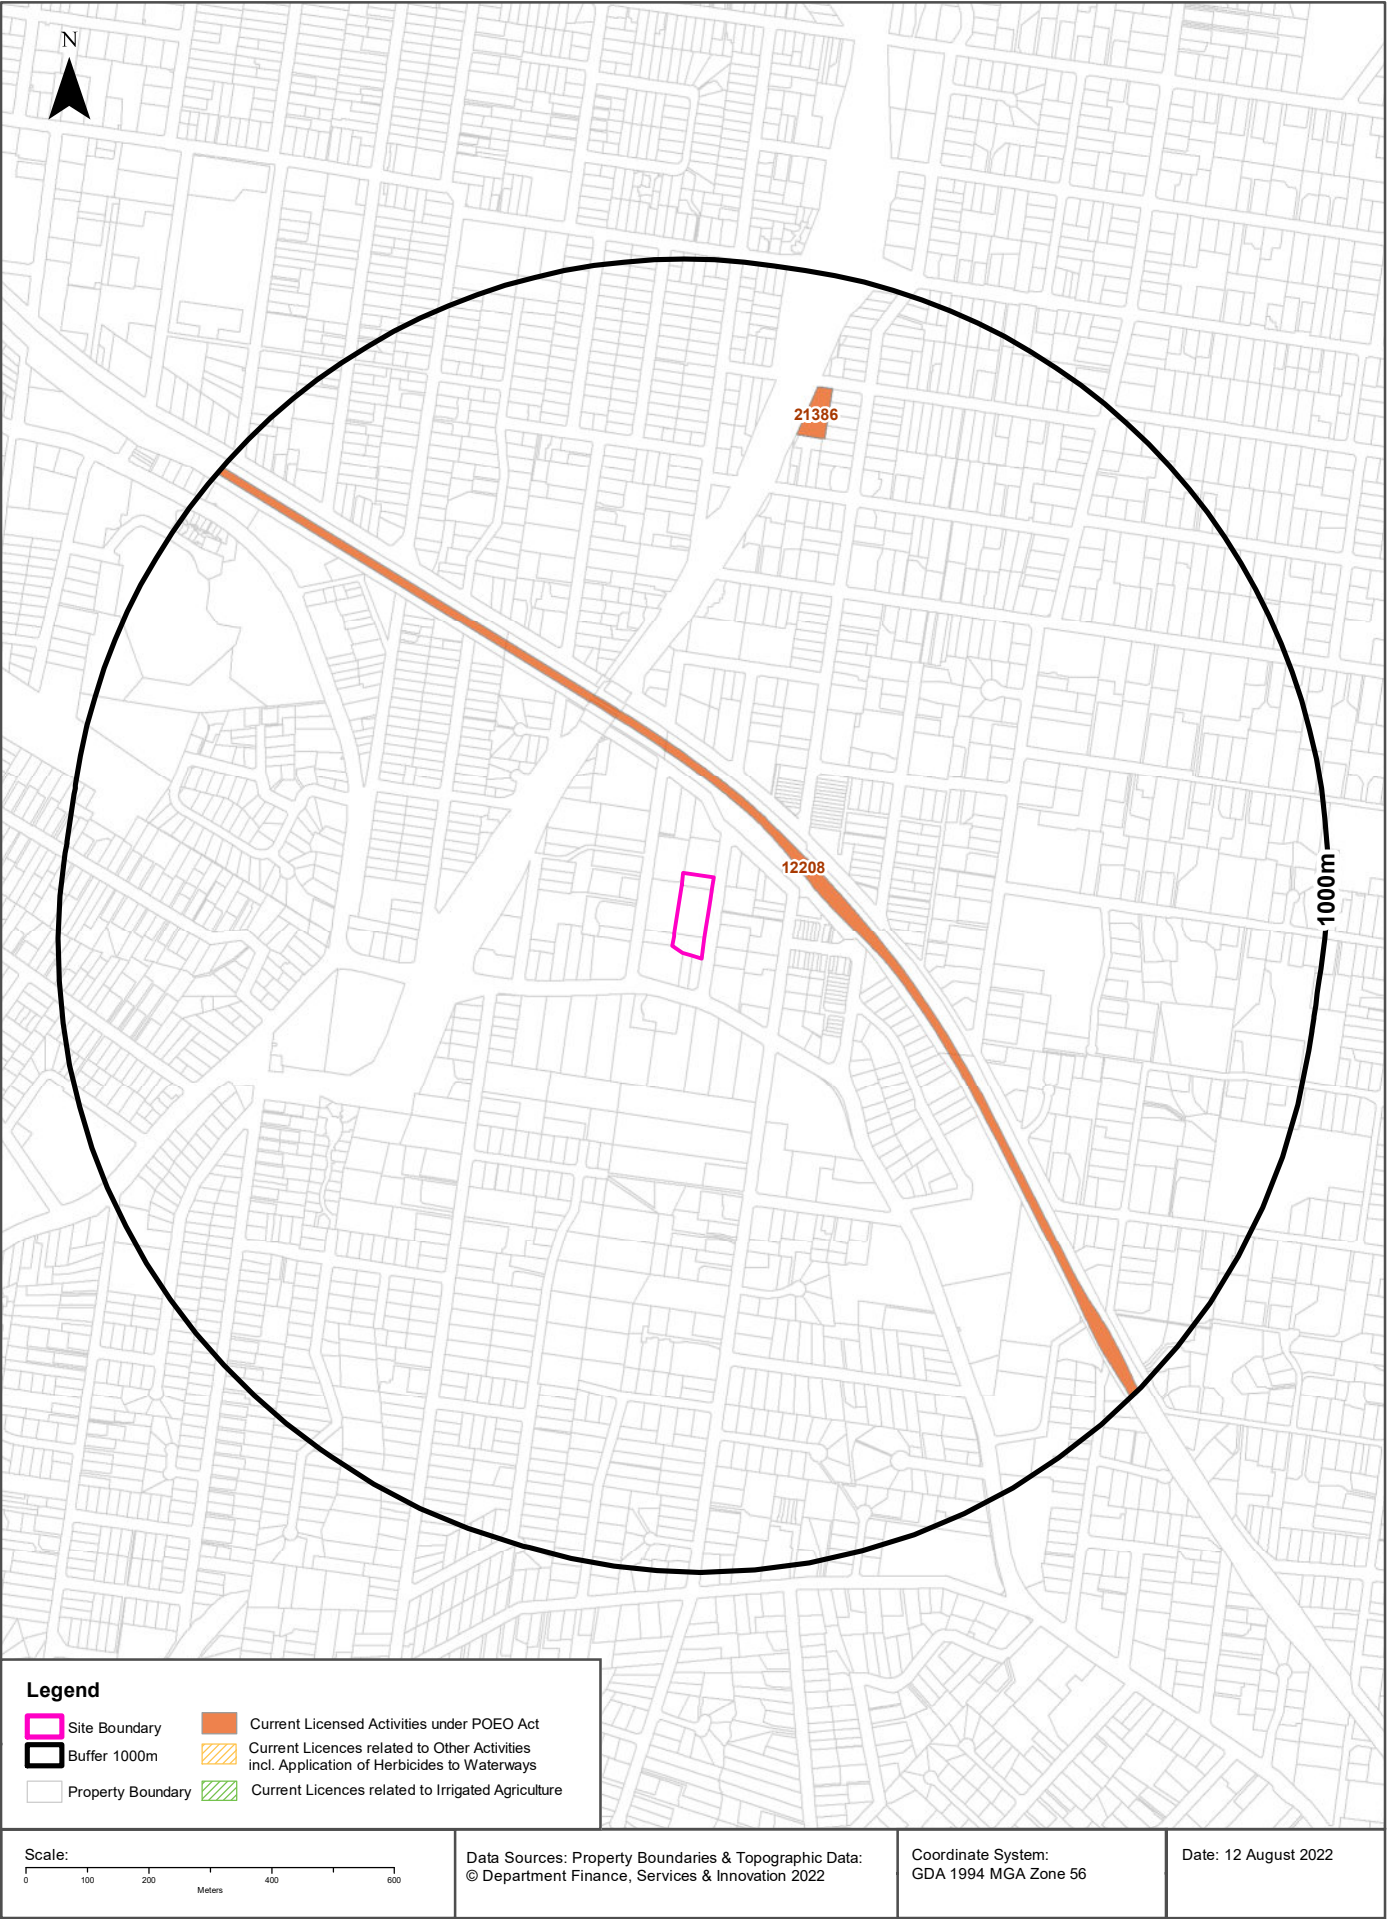 N
21386
12208
1000m
Legend
Site Boundary
Buffer 1000m
Property Boundary
Current Licensed Activities under POEO Act
Current Licences related to Other Activities
incl. Application of Herbicides to Waterways
Current Licences related to Irrigated Agriculture
Scale:
0 100 200 400 600
Meters
Data Sources: Property Boundaries & Topographic Data:
© Department Finance, Services & Innovation 2022
Coordinate System:
GDA 1994 MGA Zone 56
Date: 12 August 2022